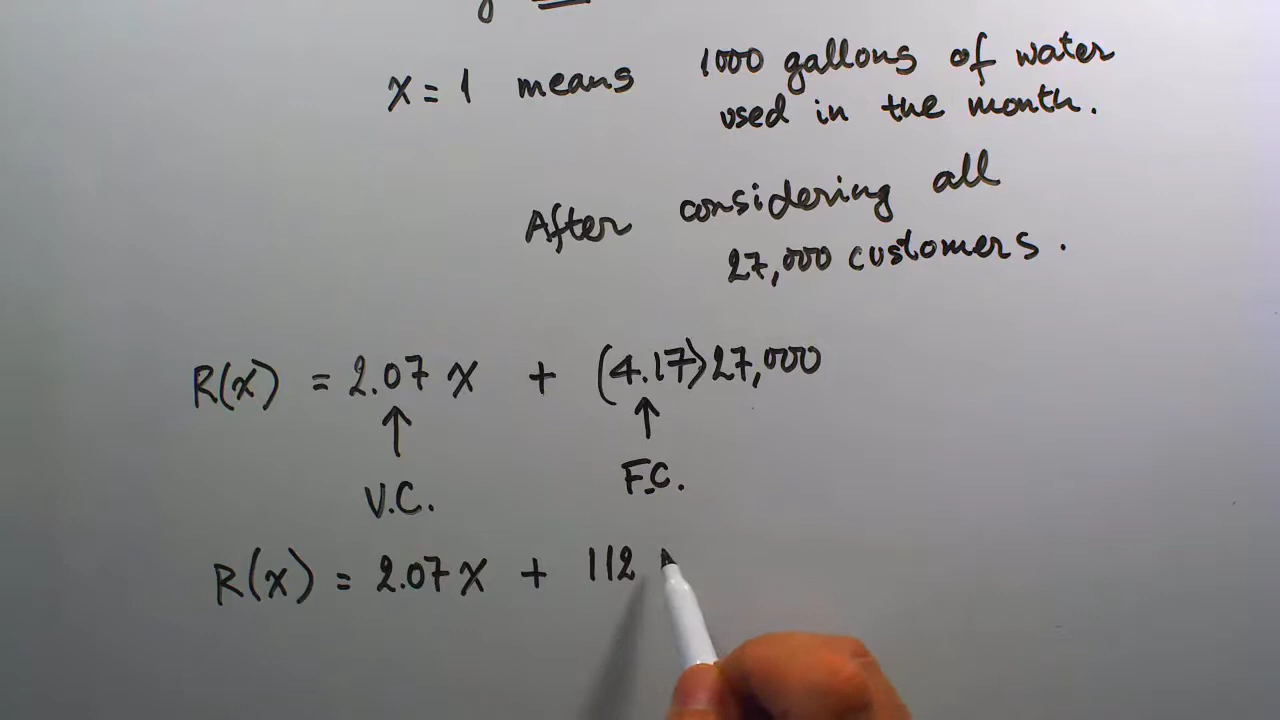 x = 1 means 1000 gallons of water
used in the month.
After considering all
27,000 customers.
R(x) = 2.07 x + (4.17) 27,000
↑ ↑
V.C. F.C.
R(x) = 2.07 x + 112